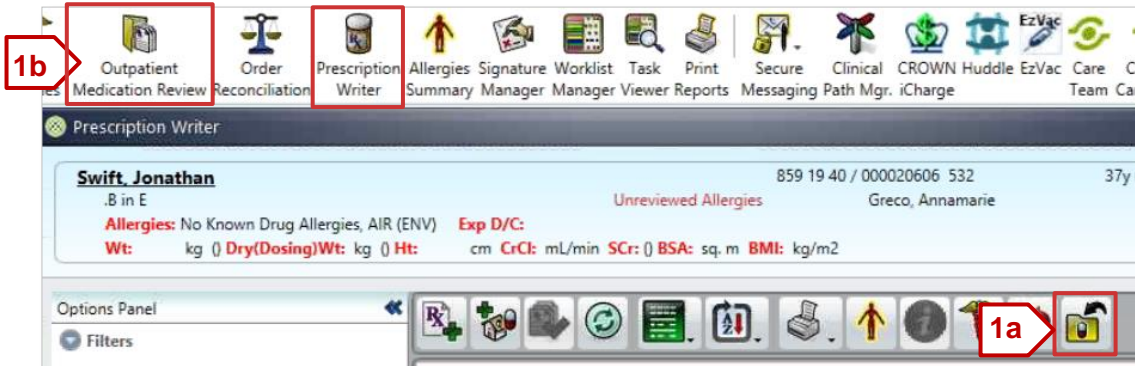 1b
EzVac
Outpatient Order Prescription Allergies Signature Worklist Task Print Secure Clinical CROWN Huddle EzVac Care
Medication Review Reconciliation Writer Summary Manager Manager Viewer Reports Messaging Path Mgr. iCharge Team
Prescription Writer
Swift, Jonathan 859 19 40 / 000020606 532 37y
.B in E Unreviewed Allergies Greco, Annamarie
Allergies: No Known Drug Allergies, AIR (ENV) Exp D/C:
Wt: kg () Dry(Dosing)Wt: kg () Ht: cm CrCl: mL/min SCr: () BSA: sq. m BMI: kg/m2
Options Panel
Filters
1a